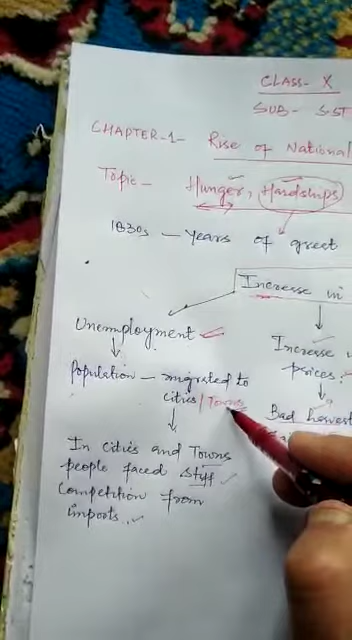 CLASS- X
SUB- SST
CHAPTER-1- Rise of National
Topic- Hunger, Hardships
1830s - Years of great
Increase in
Unemployment
Increase in
prices.
Population - migrated to
cities/Towns
Bad harvest
In cities and Towns
people faced stiff
Competition from
imports.